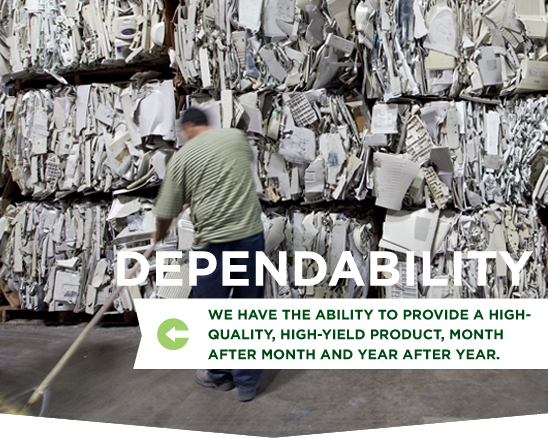 DEPENDABILITY
WE HAVE THE ABILITY TO PROVIDE A HIGH-
QUALITY, HIGH-YIELD PRODUCT, MONTH
AFTER MONTH AND YEAR AFTER YEAR.